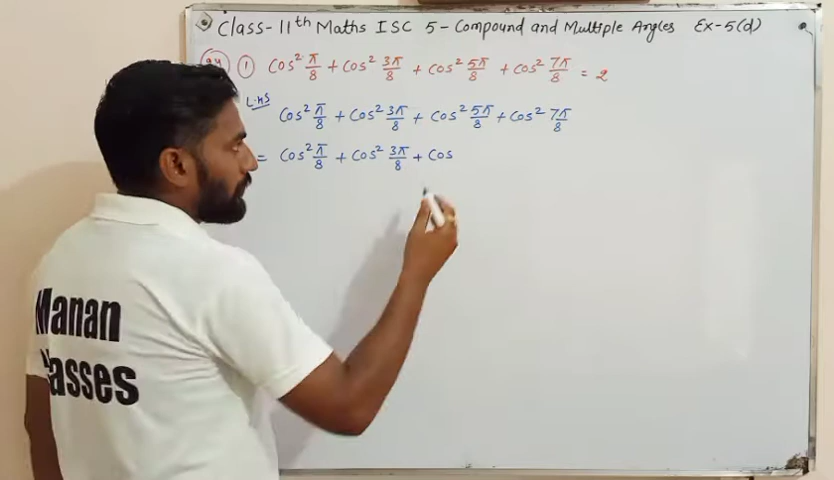 Class-11th Maths ISC 5-Compound and Multiple Angles Ex-5(d)
① Cos² π/8 + Cos² 3π/8 + Cos² 5π/8 + Cos² 7π/8 = 2
L.H.S
Cos² π/8 + Cos² 3π/8 + Cos² 5π/8 + Cos² 7π/8
= Cos² π/8 + Cos² 3π/8 + Cos
Manan